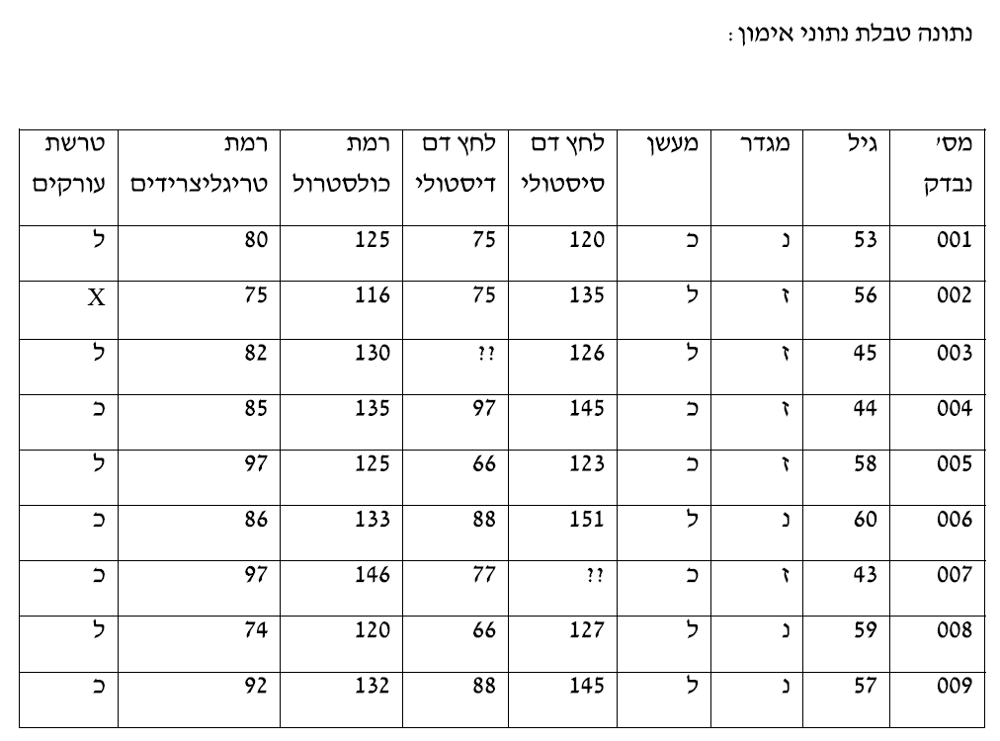 נתונה טבלת נתוני אימון:
מס' נבדק | גיל | מגדר | מעשן | לחץ דם סיסטולי | לחץ דם דיסטולי | רמת כולסטרול | רמת טריגליצרידים | טרשת עורקים
001 | 53 | נ | כ | 120 | 75 | 125 | 80 | ל
002 | 56 | ז | ל | 135 | 75 | 116 | 75 | X
003 | 45 | ז | ל | 126 | ?? | 130 | 82 | ל
004 | 44 | ז | כ | 145 | 97 | 135 | 85 | כ
005 | 58 | ז | כ | 123 | 66 | 125 | 97 | ל
006 | 60 | נ | ל | 151 | 88 | 133 | 86 | כ
007 | 43 | ז | כ | ?? | 77 | 146 | 97 | כ
008 | 59 | נ | ל | 127 | 66 | 120 | 74 | ל
009 | 57 | נ | ל | 145 | 88 | 132 | 92 | כ